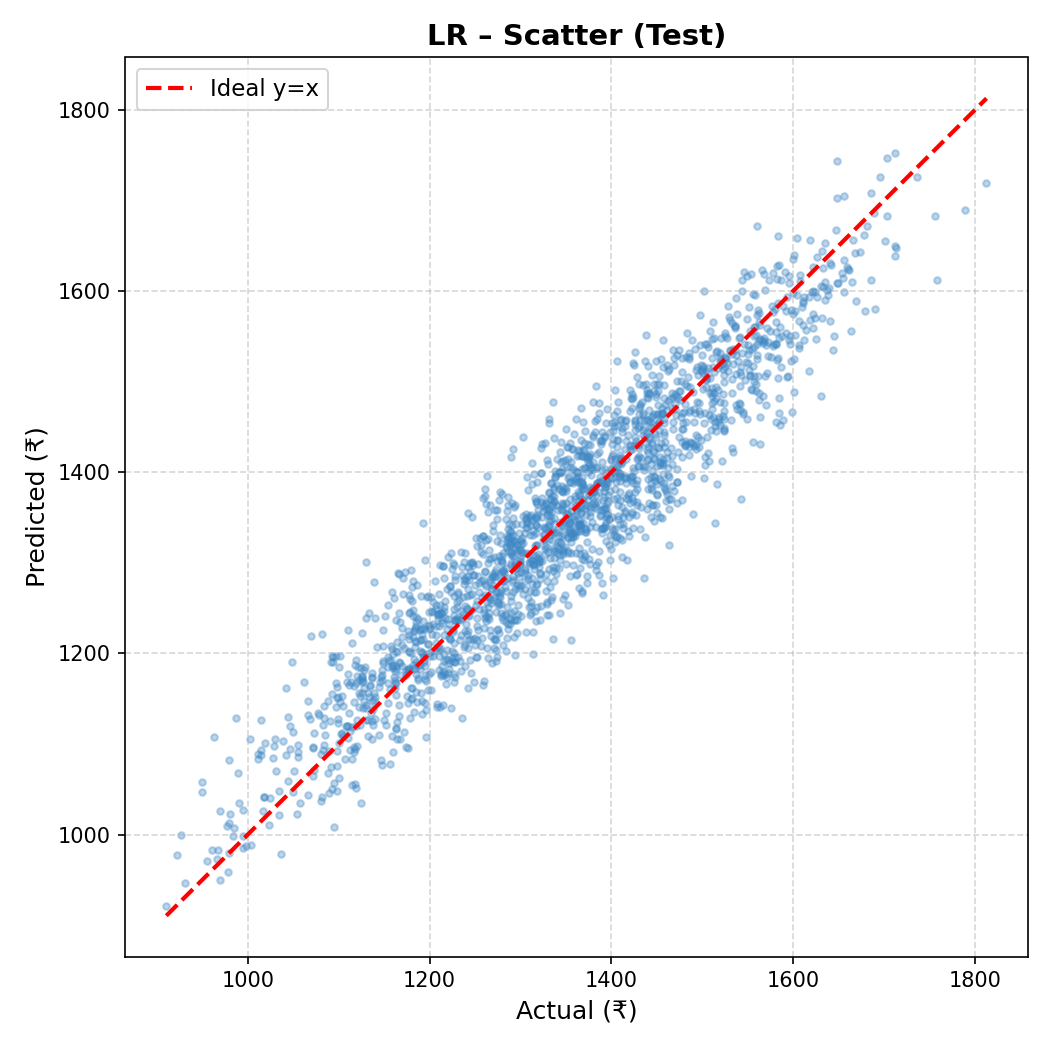 LR – Scatter (Test)
Ideal y=x
1800
1600
1400
1200
1000
Predicted (₹)
1000 1200 1400 1600 1800
Actual (₹)